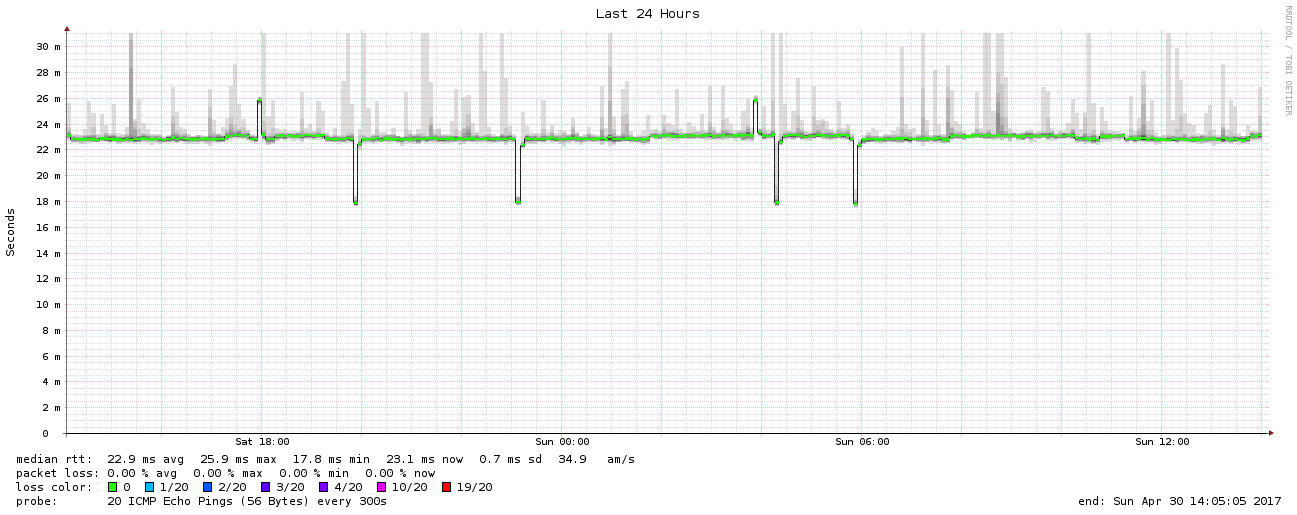 Last 24 Hours
RRDTOOL / TOBI OETIKER
Seconds
30 m
28 m
26 m
24 m
22 m
20 m
18 m
16 m
14 m
12 m
10 m
8 m
6 m
4 m
2 m
0
Sat 18:00 Sun 00:00 Sun 06:00 Sun 12:00
median rtt: 22.9 ms avg 25.9 ms max 17.8 ms min 23.1 ms now 0.7 ms sd 34.9 am/s
packet loss: 0.00 % avg 0.00 % max 0.00 % min 0.00 % now
loss color: 0 1/20 2/20 3/20 4/20 10/20 19/20
probe: 20 ICMP Echo Pings (56 Bytes) every 300s end: Sun Apr 30 14:05:05 2017